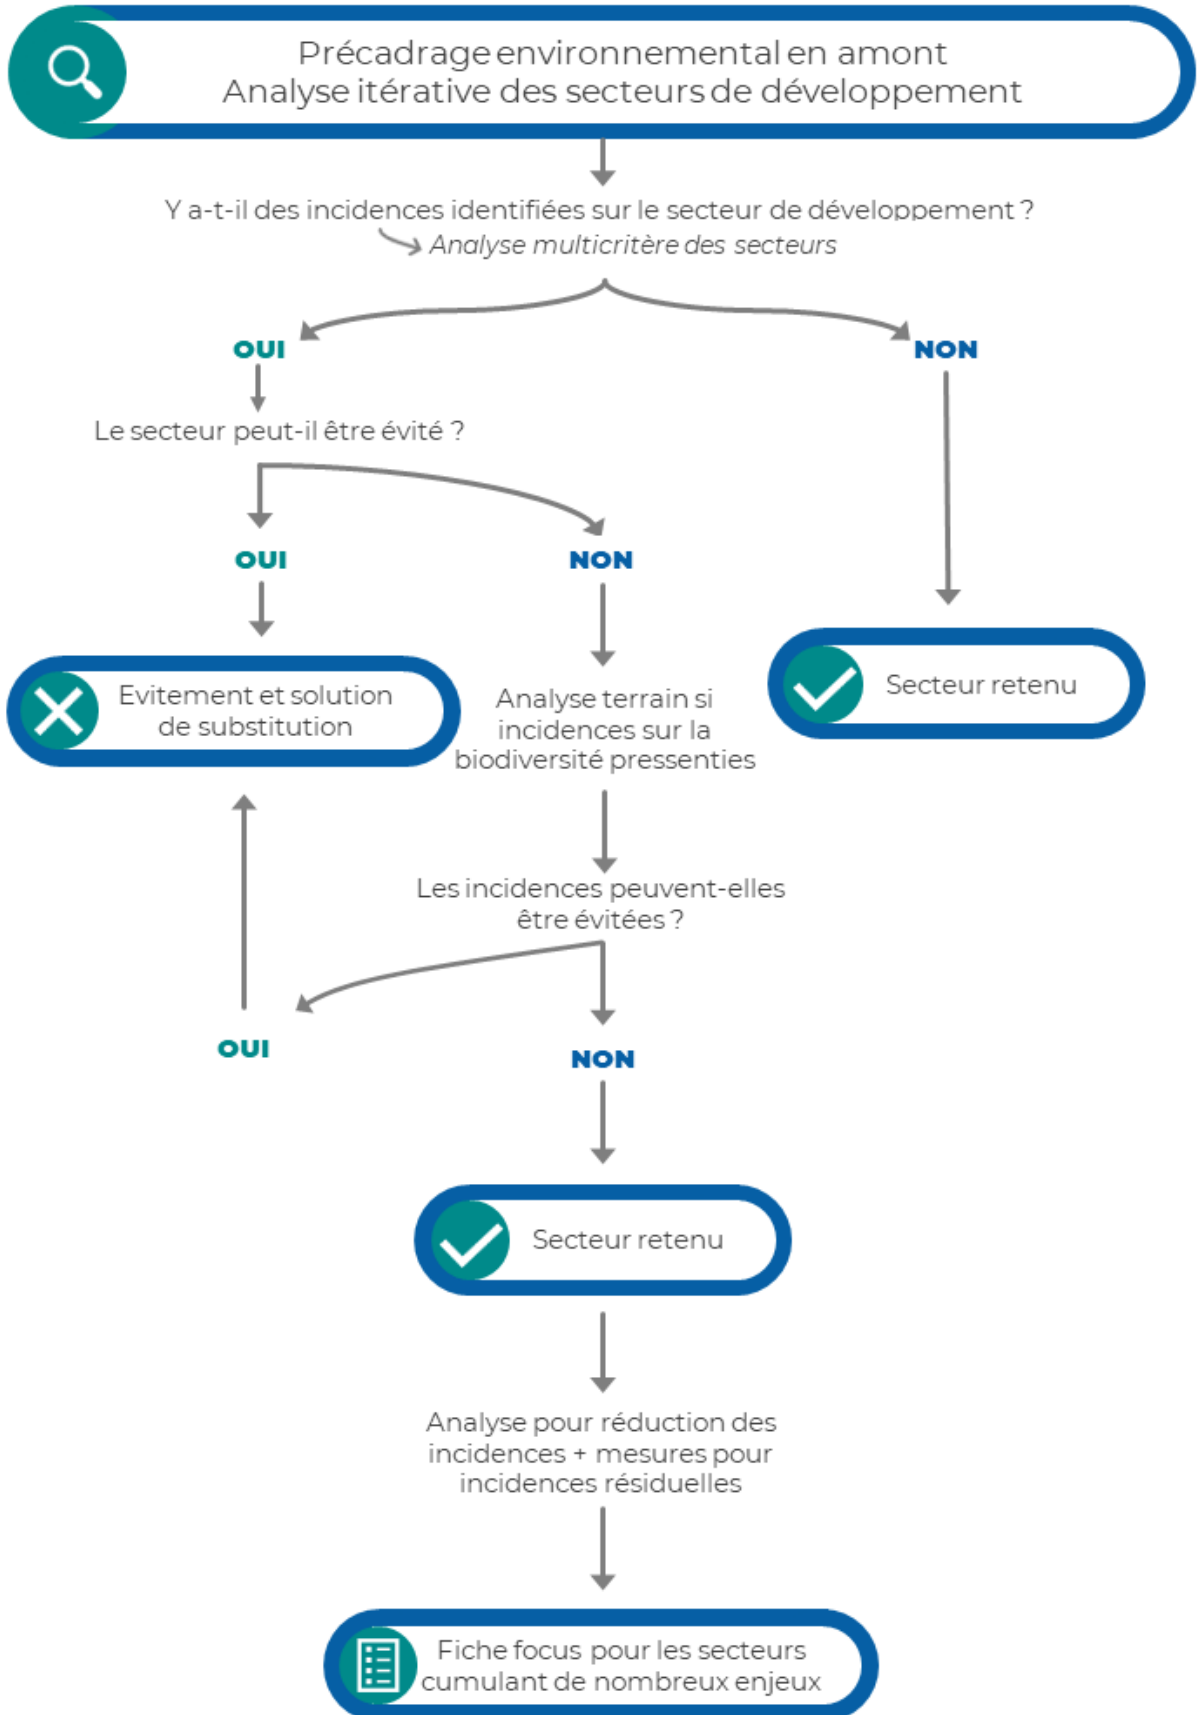 Précadrage environnemental en amont
Analyse itérative des secteurs de développement
Y a-t-il des incidences identifiées sur le secteur de développement ?
Analyse multicritère des secteurs
OUI
NON
Le secteur peut-il être évité ?
OUI
NON
Evitement et solution
de substitution
Analyse terrain si
incidences sur la
biodiversité pressenties
Secteur retenu
Les incidences peuvent-elles
être évitées ?
OUI
NON
Secteur retenu
Analyse pour réduction des
incidences + mesures pour
incidences résiduelles
Fiche focus pour les secteurs
cumulant de nombreux enjeux